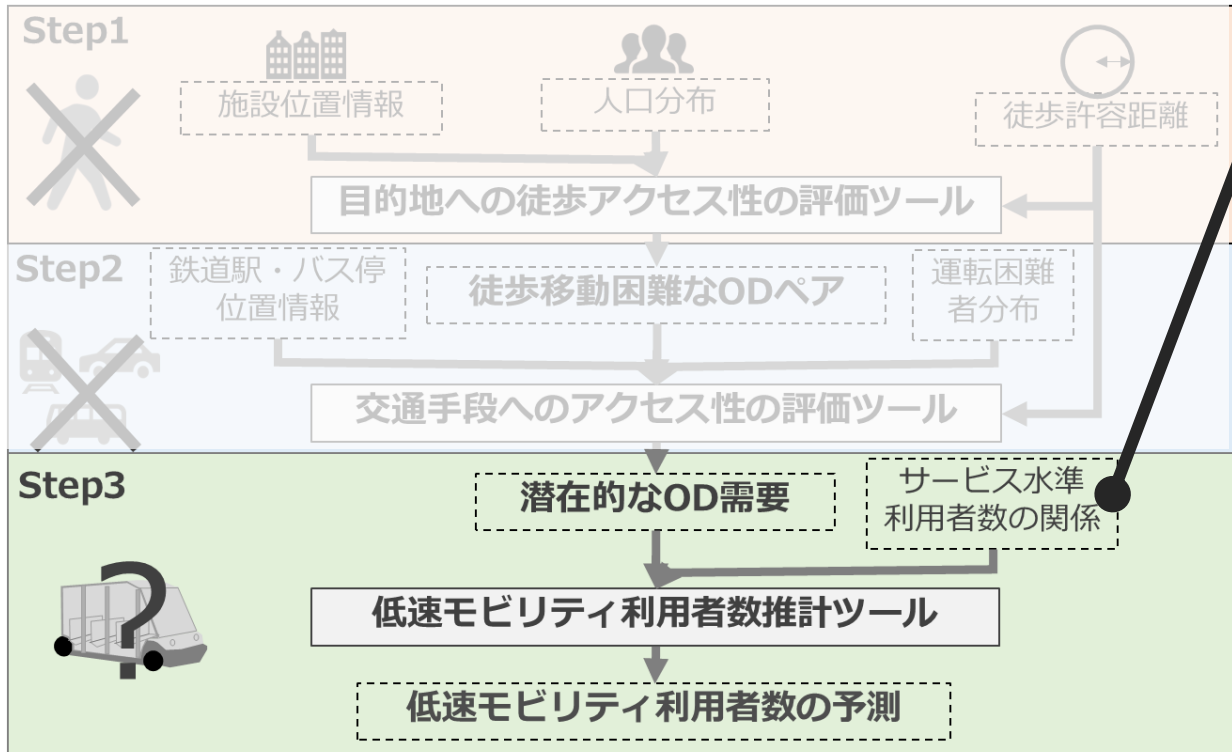 Step1
施設位置情報
人口分布
徒歩許容距離
目的地への徒歩アクセス性の評価ツール
Step2
鉄道駅・バス停
位置情報
徒歩移動困難なODペア
運転困難
者分布
交通手段へのアクセス性の評価ツール
Step3
潜在的なOD需要
サービス水準
利用者数の関係
?
低速モビリティ利用者数推計ツール
低速モビリティ利用者数の予測